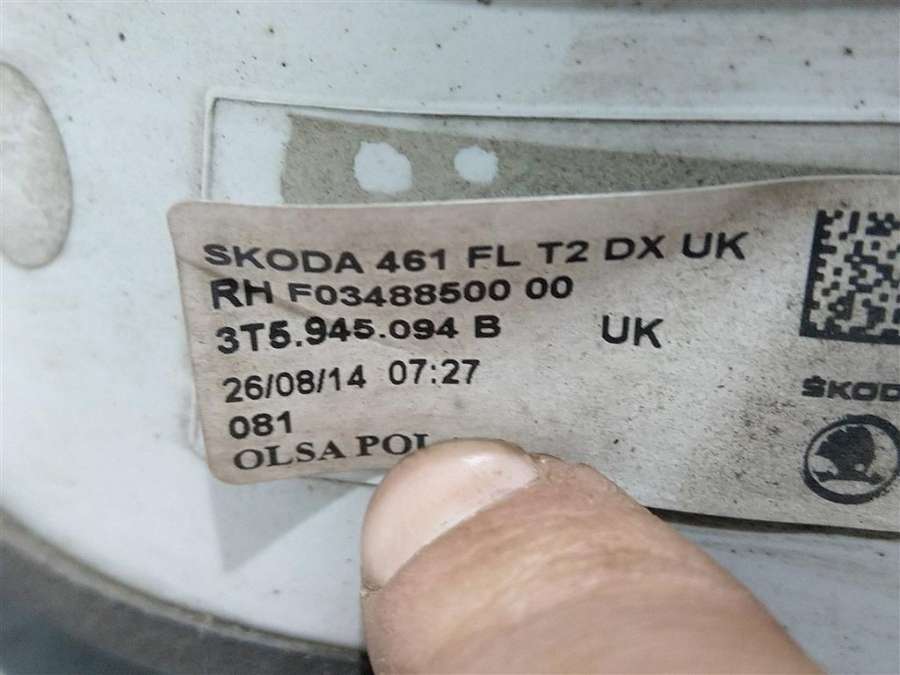 SKODA 461 FL T2 DX UK
RH F03488500 00
3T5.945.094 B UK
26/08/14 07:27
081
OLSA
ŠKOD